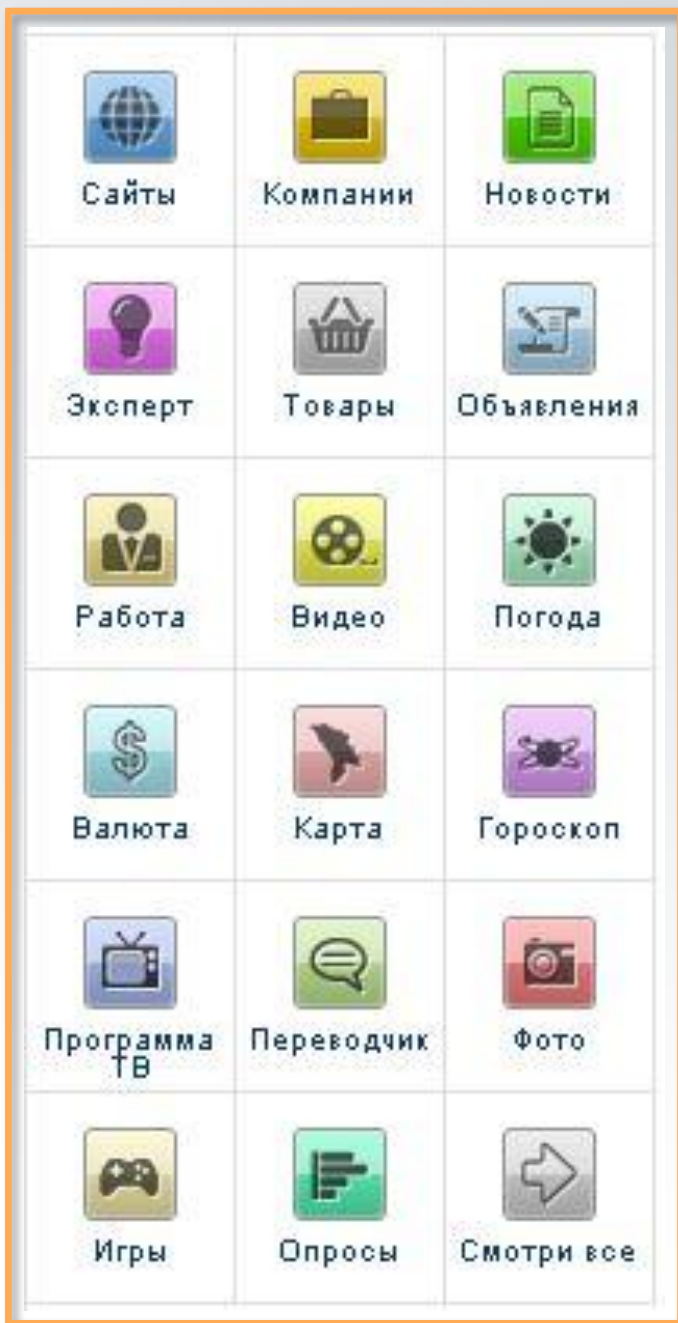 Сайты Компании Новости
Эксперт Товары Объявления
Работа Видео Погода
Валюта Карта Гороскоп
Программа ТВ Переводчик Фото
Игры Опросы Смотри все